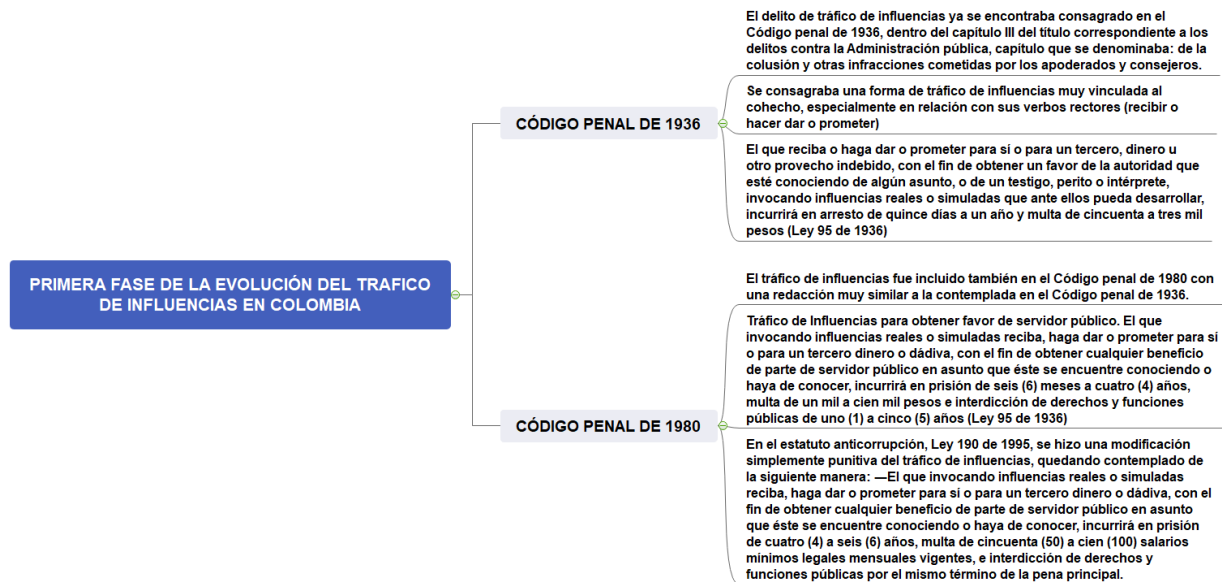 PRIMERA FASE DE LA EVOLUCIÓN DEL TRAFICO
DE INFLUENCIAS EN COLOMBIA
CÓDIGO PENAL DE 1936
El delito de tráfico de influencias ya se encontraba consagrado en el
Código penal de 1936, dentro del capítulo III del título correspondiente a los
delitos contra la Administración pública, capítulo que se denominaba: de la
colusión y otras infracciones cometidas por los apoderados y consejeros.
Se consagraba una forma de tráfico de influencias muy vinculada al
cohecho, especialmente en relación con sus verbos rectores (recibir o
hacer dar o prometer)
El que reciba o haga dar o prometer para sí o para un tercero, dinero u
otro provecho indebido, con el fin de obtener un favor de la autoridad que
esté conociendo de algún asunto, o de un testigo, perito o intérprete,
invocando influencias reales o simuladas que ante ellos pueda desarrollar,
incurrirá en arresto de quince días a un año y multa de cincuenta a tres mil
pesos (Ley 95 de 1936)
CÓDIGO PENAL DE 1980
El tráfico de influencias fue incluido también en el Código penal de 1980 con
una redacción muy similar a la contemplada en el Código penal de 1936.
Tráfico de Influencias para obtener favor de servidor público. El que
invocando influencias reales o simuladas reciba, haga dar o prometer para sí
o para un tercero dinero o dádiva, con el fin de obtener cualquier beneficio
de parte de servidor público en asunto que éste se encuentre conociendo o
haya de conocer, incurrirá en prisión de seis (6) meses a cuatro (4) años,
multa de un mil a cien mil pesos e interdicción de derechos y funciones
públicas de uno (1) a cinco (5) años (Ley 95 de 1936)
En el estatuto anticorrupción, Ley 190 de 1995, se hizo una modificación
simplemente punitiva del tráfico de influencias, quedando contemplado de
la siguiente manera: ―El que invocando influencias reales o simuladas
reciba, haga dar o prometer para sí o para un tercero dinero o dádiva, con el
fin de obtener cualquier beneficio de parte de servidor público en asunto
que éste se encuentre conociendo o haya de conocer, incurrirá en prisión
de cuatro (4) a seis (6) años, multa de cincuenta (50) a cien (100) salarios
mínimos legales mensuales vigentes, e interdicción de derechos y
funciones públicas por el mismo término de la pena principal.